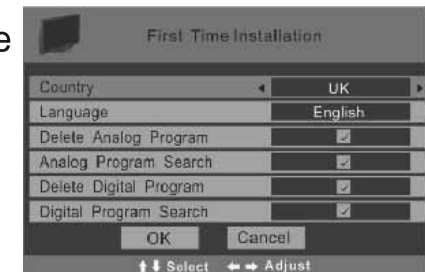 e
First Time Installation
Country UK
Language English
Delete Analog Program
Analog Program Search
Delete Digital Program
Digital Program Search
OK Cancel
Select Adjust